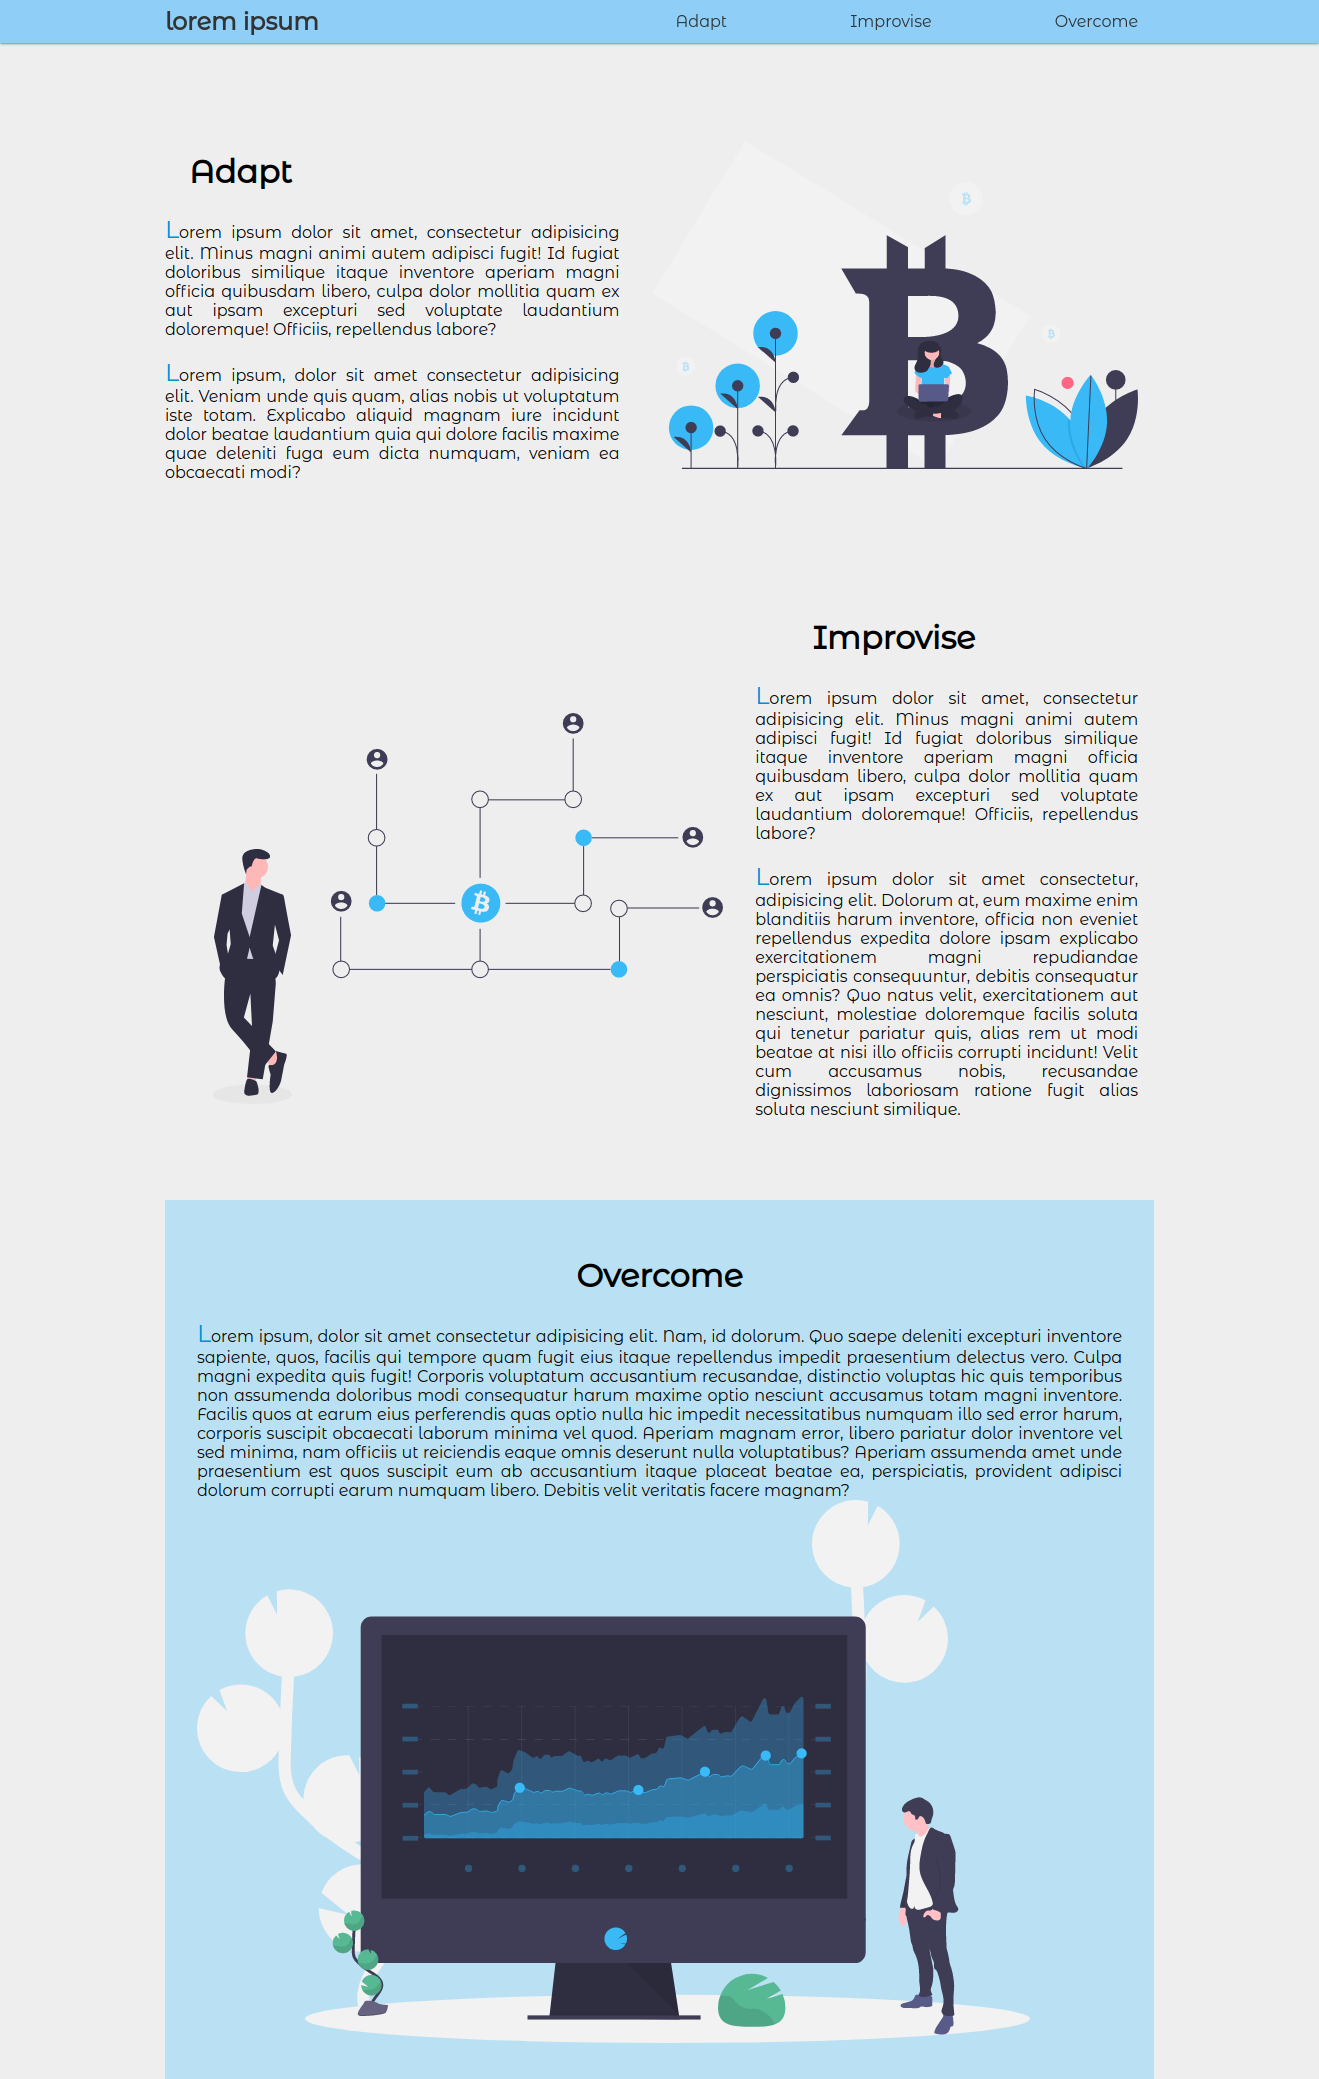 lorem ipsum
Adapt
Improvise
Overcome
Adapt
Lorem ipsum dolor sit amet, consectetur adipisicing
elit. Minus magni animi autem adipisci fugit! Id fugiat
doloribus similique itaque inventore aperiam magni
officia quibusdam libero, culpa dolor mollitia quam ex
aut ipsam excepturi sed voluptate laudantium
doloremque! Officiis, repellendus labore?
Lorem ipsum, dolor sit amet consectetur adipisicing
elit. Veniam unde quis quam, alias nobis ut voluptatum
iste totam. Explicabo aliquid magnam iure incidunt
dolor beatae laudantium quia qui dolore facilis maxime
quae deleniti fuga eum dicta numquam, veniam ea
obcaecati modi?
Improvise
Lorem ipsum dolor sit amet, consectetur
adipisicing elit. Minus magni animi autem
adipisci fugit! Id fugiat doloribus similique
itaque inventore aperiam magni officia
quibusdam libero, culpa dolor mollitia quam
ex aut ipsam excepturi sed voluptate
laudantium doloremque! Officiis, repellendus
labore?
Lorem ipsum dolor sit amet consectetur,
adipisicing elit. Dolorum at, eum maxime enim
blanditiis harum inventore, officia non eveniet
repellendus expedita dolore ipsam explicabo
exercitationem magni repudiandae
perspiciatis consequuntur, debitis consequatur
ea omnis? Quo natus velit, exercitationem aut
nesciunt, molestiae doloremque facilis soluta
qui tenetur pariatur quis, alias rem ut modi
beatae at nisi illo officiis corrupti incidunt! Velit
cum accusamus nobis, recusandae
dignissimos laboriosam ratione fugit alias
soluta nesciunt similique.
Overcome
Lorem ipsum, dolor sit amet consectetur adipisicing elit. Nam, id dolorum. Quo saepe deleniti excepturi inventore
sapiente, quos, facilis qui tempore quam fugit eius itaque repellendus impedit praesentium delectus vero. Culpa
magni expedita quis fugit! Corporis voluptatum accusantium recusandae, distinctio voluptas hic quis temporibus
non assumenda doloribus modi consequatur harum maxime optio nesciunt accusamus totam magni inventore.
Facilis quos at earum eius perferendis quas optio nulla hic impedit necessitatibus numquam illo sed error harum,
corporis suscipit obcaecati laborum minima vel quod. Aperiam magnam error, libero pariatur dolor inventore vel
sed minima, nam officiis ut reiciendis eaque omnis deserunt nulla voluptatibus? Aperiam assumenda amet unde
praesentium est quos suscipit eum ab accusantium itaque placeat beatae ea, perspiciatis, provident adipisci
dolorum corrupti earum numquam libero. Debitis velit veritatis facere magnam?